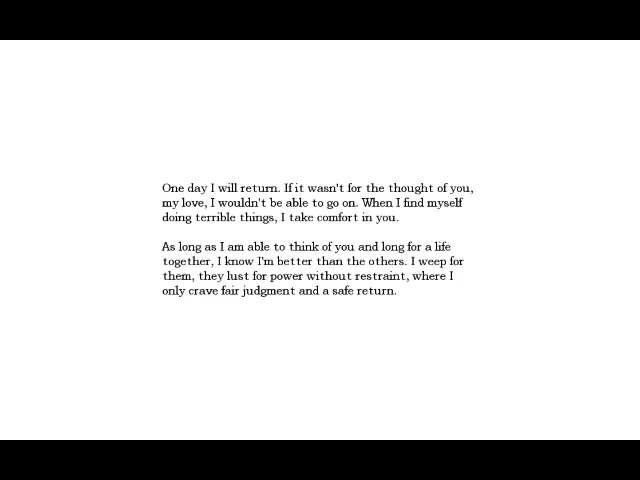 One day I will return. If it wasn't for the thought of you,
my love, I wouldn't be able to go on. When I find myself
doing terrible things, I take comfort in you.
As long as I am able to think of you and long for a life
together, I know I'm better than the others. I weep for
them, they lust for power without restraint, where I
only crave fair judgment and a safe return.